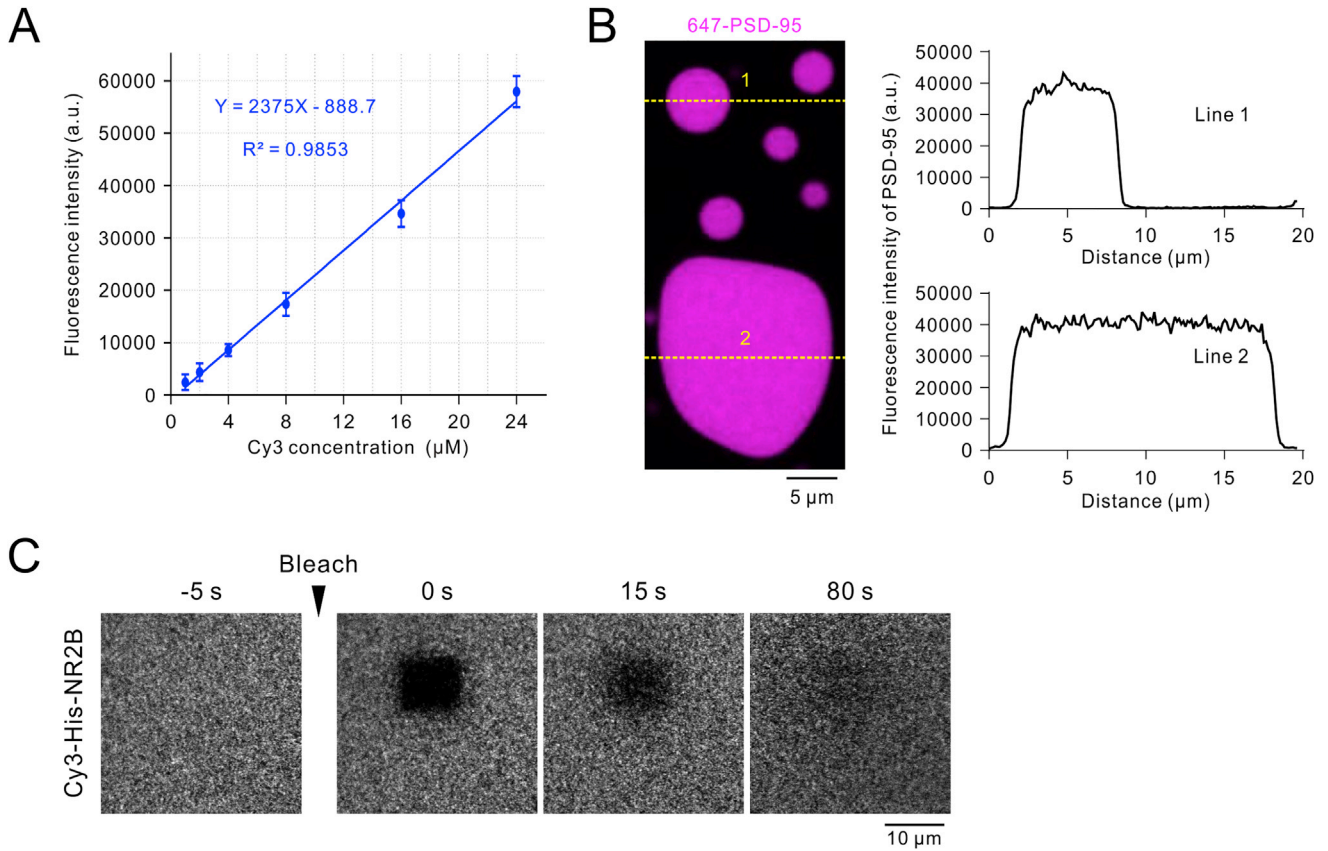 A
Fluorescence intensity (a.u.)
60000
50000
40000
30000
20000
10000
0
Y = 2375X - 888.7
R² = 0.9853
0 4 8 12 16 20 24
Cy3 concentration (μM)
B
647-PSD-95
1
2
5 μm
Fluorescence intensity of PSD-95 (a.u.)
50000
40000
30000
20000
10000
0
Line 1
0 5 10 15 20
Distance (μm)
50000
40000
30000
20000
10000
0
Line 2
0 5 10 15 20
Distance (μm)
C
Bleach
-5 s 0 s 15 s 80 s
Cy3-His-NR2B
10 μm